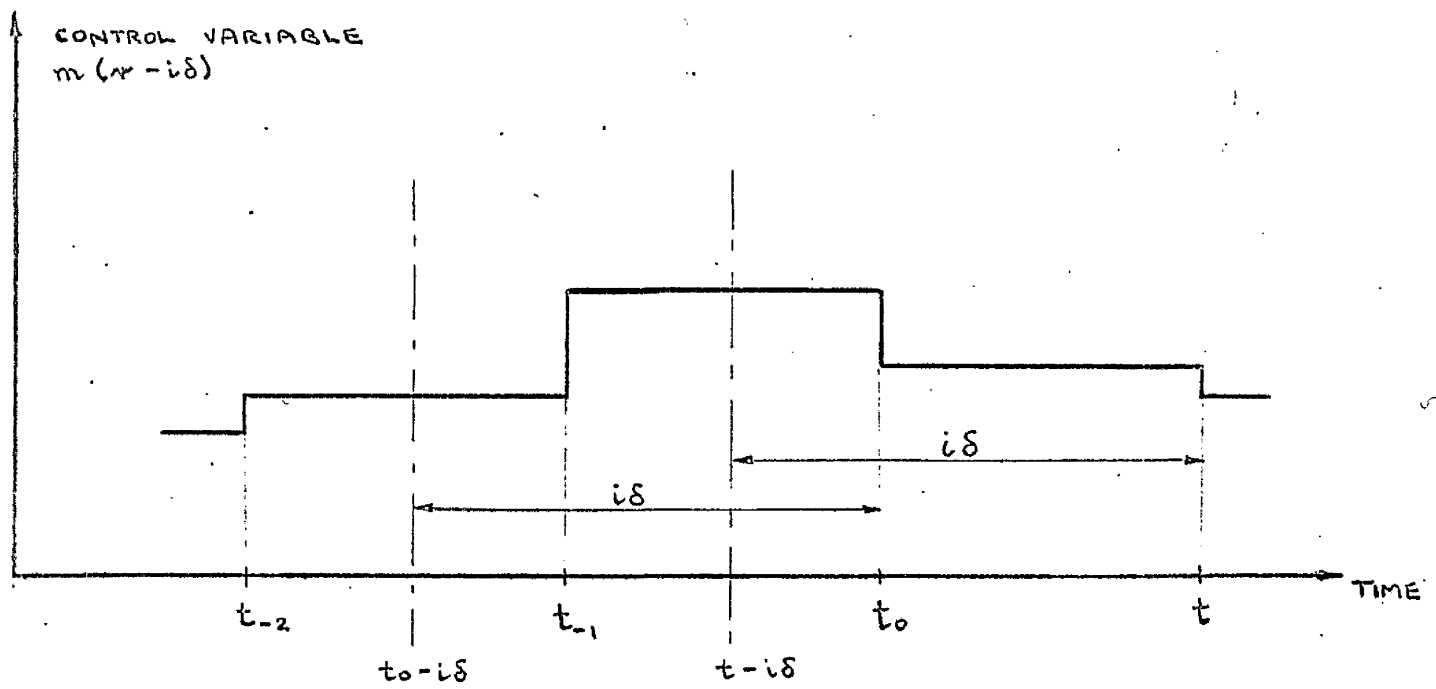 CONTROL VARIABLE
m (r - iδ)
iδ
iδ
TIME
t₋₂
t₋₁
t₀
t
t₀-iδ
t-iδ